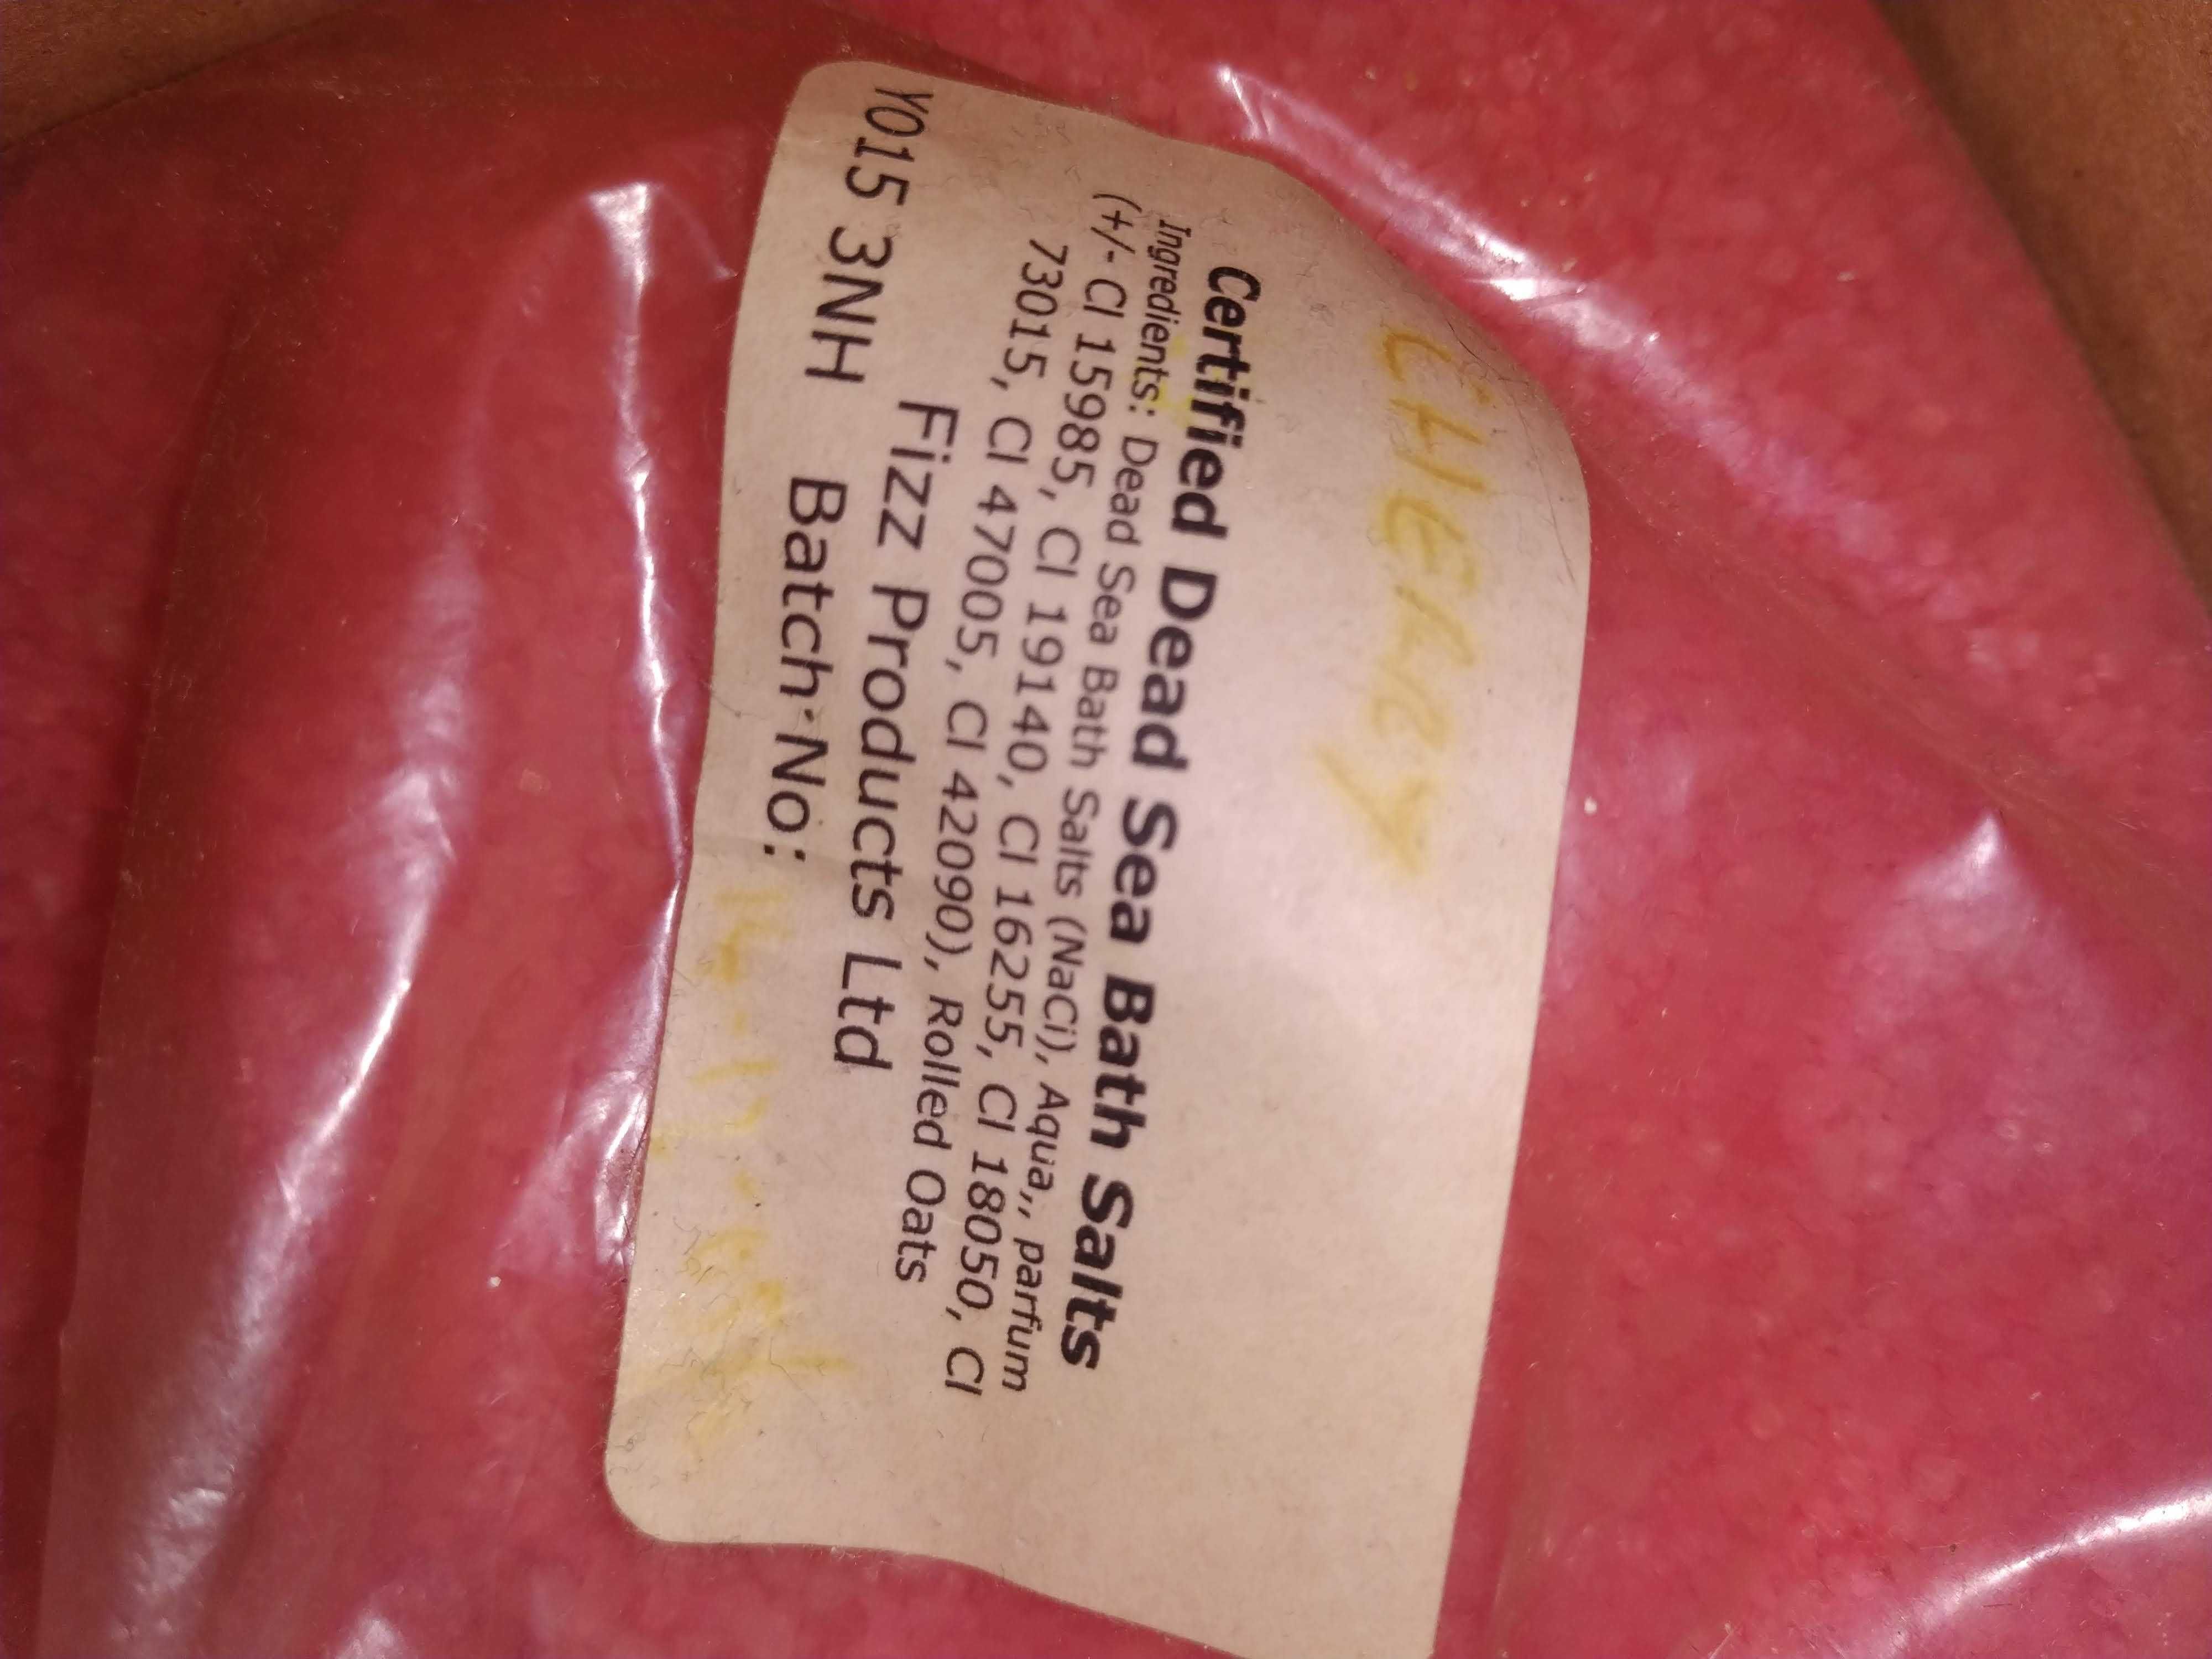 CHERRY
Certified Dead Sea Bath Salts
Ingredients: Dead Sea Bath Salts (NaCi), Aqua,, parfum
(+/- CI 15985, CI 19140, CI 16255, CI 18050, CI
73015, CI 47005, CI 42090), Rolled Oats
Fizz Products Ltd
YO15 3NH Batch No: